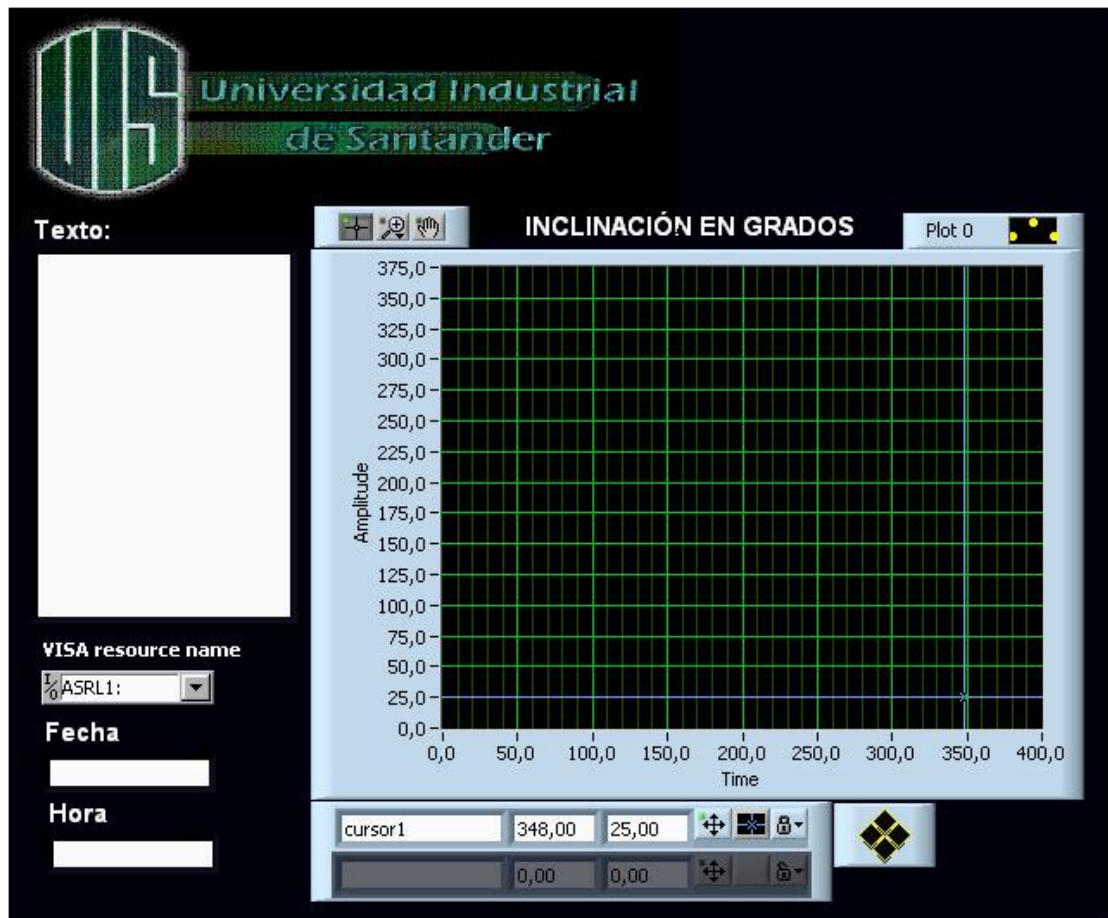 UIS
Universidad Industrial
de Santander
Texto:
INCLINACIÓN EN GRADOS
Plot 0
375,0
350,0
325,0
300,0
275,0
250,0
225,0
200,0
175,0
150,0
125,0
100,0
75,0
50,0
25,0
0,0
Amplitude
0,0 50,0 100,0 150,0 200,0 250,0 300,0 350,0 400,0
Time
VISA resource name
I/O ASRL1:
Fecha
Hora
cursor1 348,00 25,00
0,00 0,00